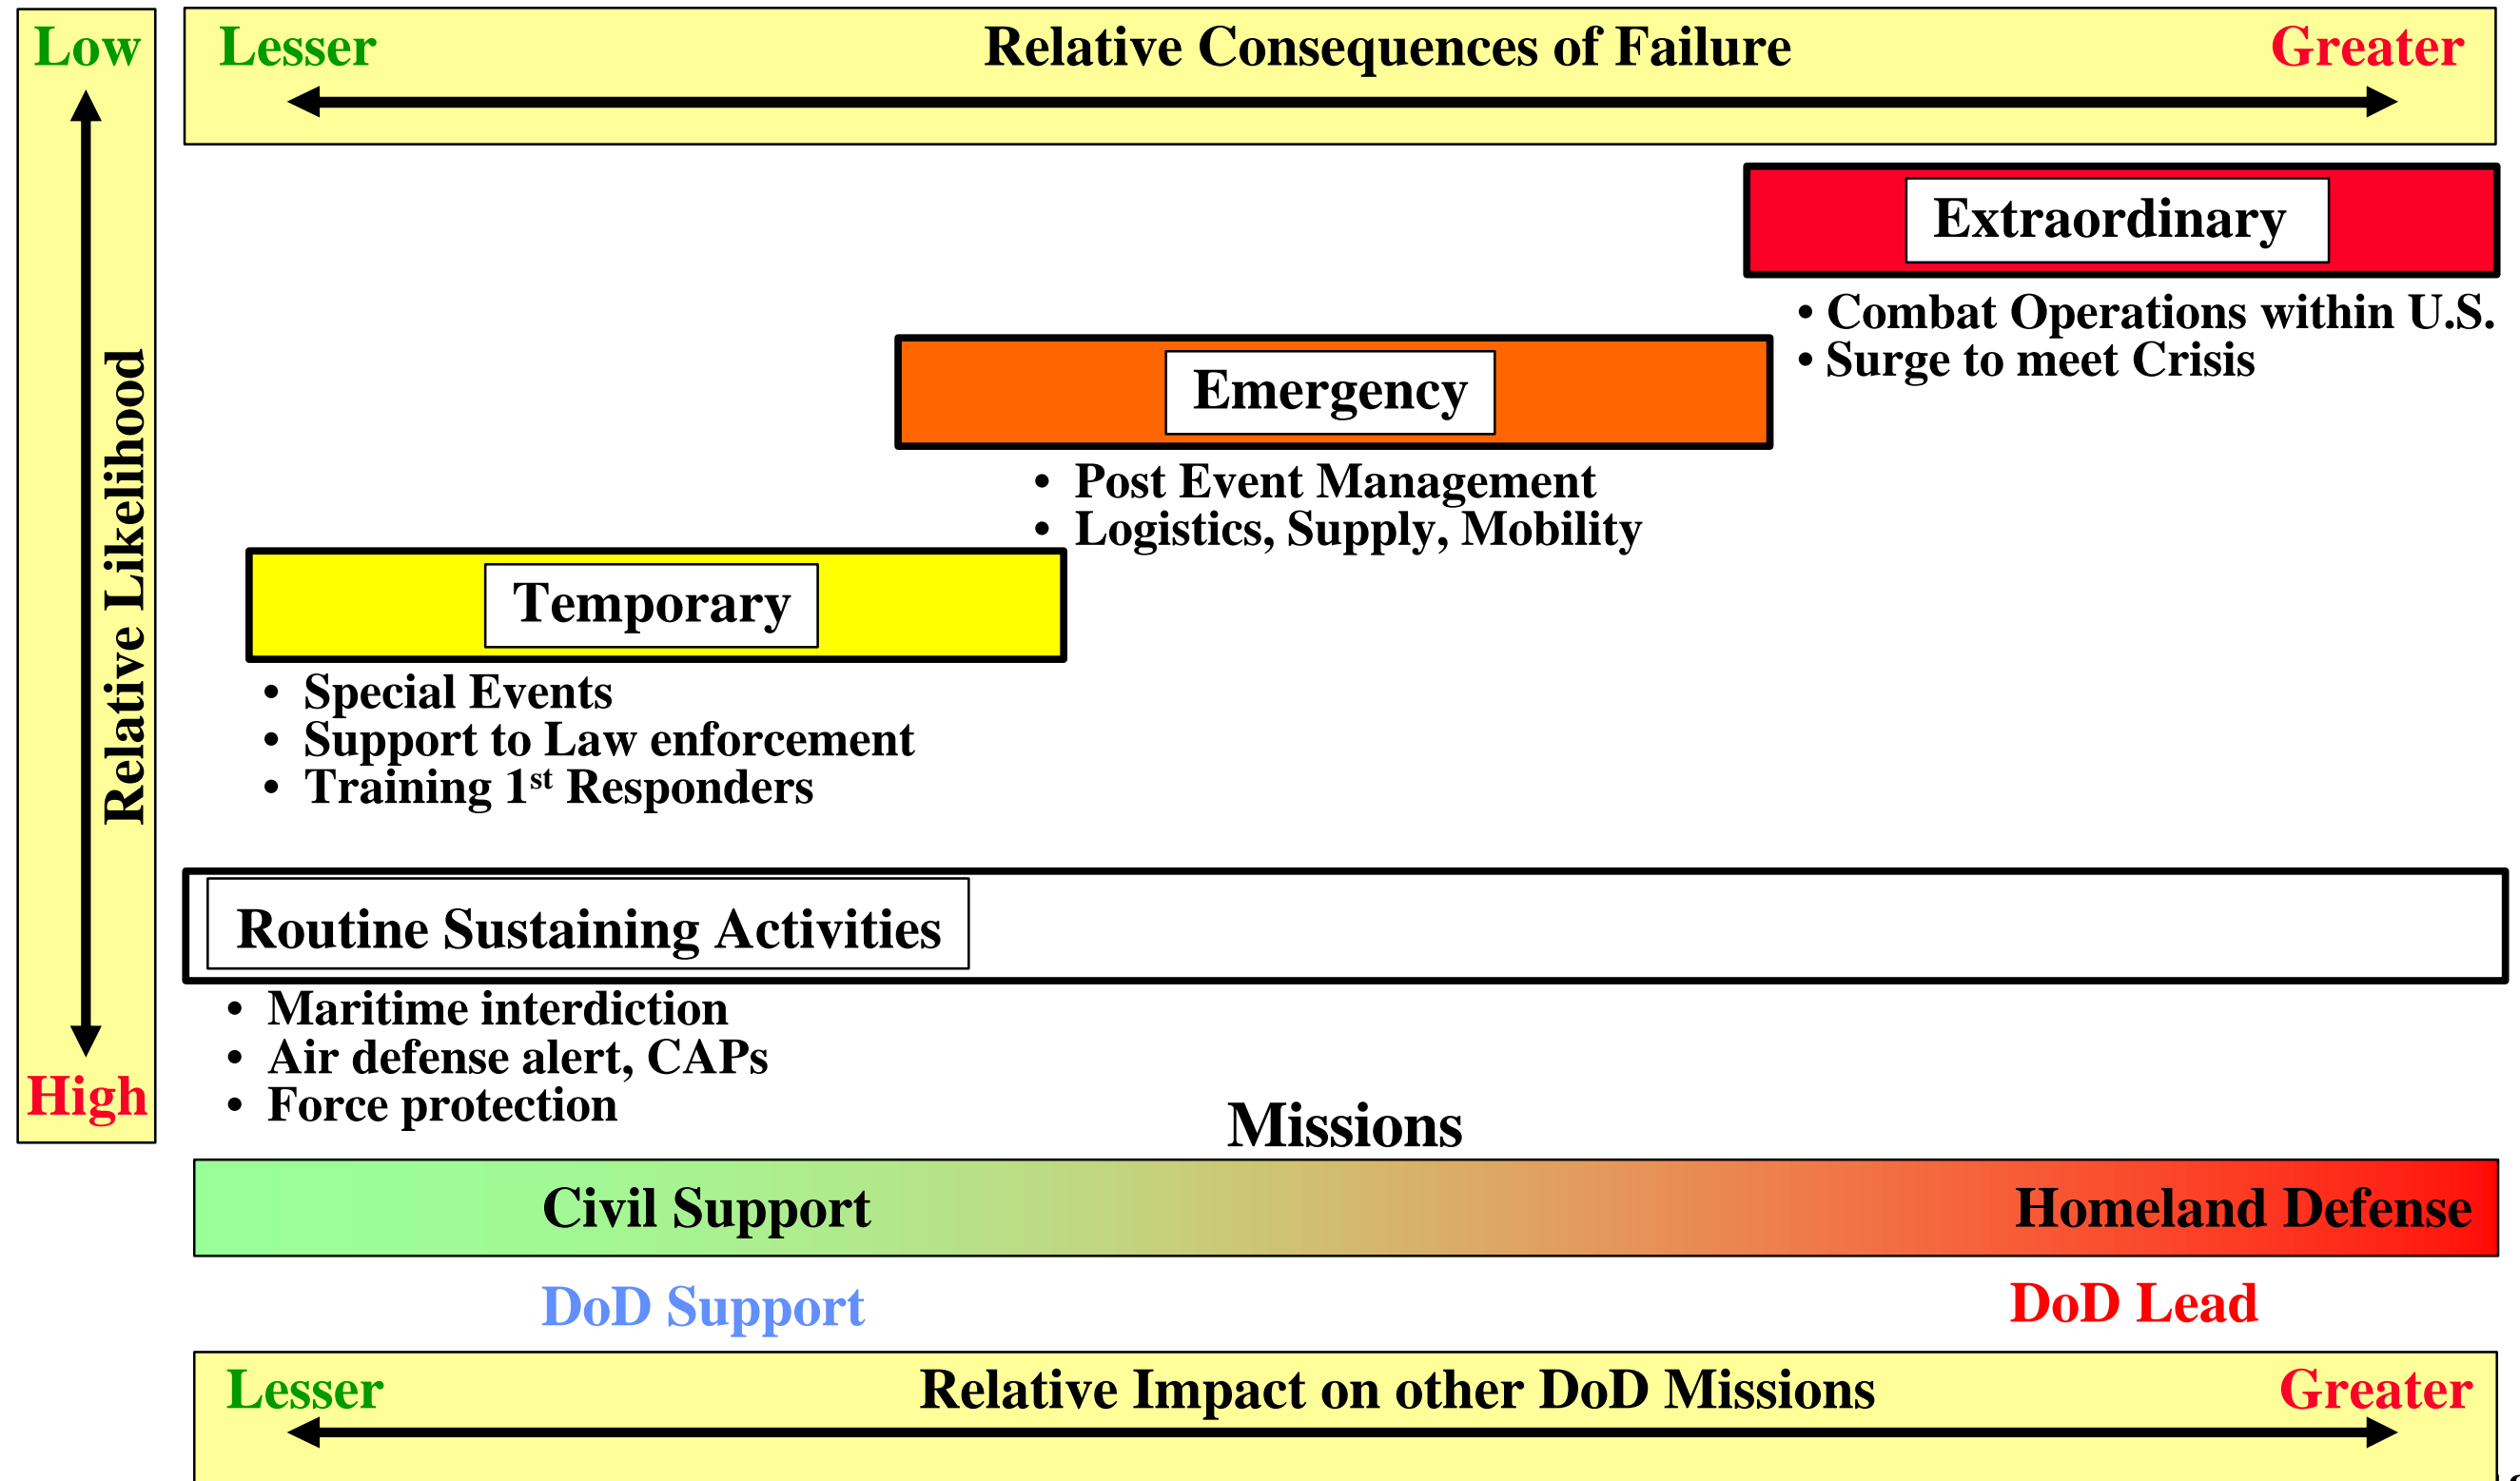 Low
Lesser
Relative Consequences of Failure
Greater
Extraordinary
• Combat Operations within U.S.
• Surge to meet Crisis
Emergency
• Post Event Management
• Logistics, Supply, Mobility
Relative Likelihood
Temporary
• Special Events
• Support to Law enforcement
• Training 1st Responders
Routine Sustaining Activities
• Maritime interdiction
• Air defense alert, CAPs
• Force protection
High
Missions
Civil Support
Homeland Defense
DoD Support
DoD Lead
Lesser
Relative Impact on other DoD Missions
Greater